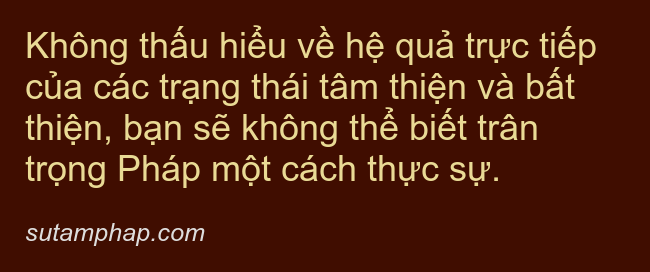 Không thấu hiểu về hệ quả trực tiếp
của các trạng thái tâm thiện và bất
thiện, bạn sẽ không thể biết trân
trọng Pháp một cách thực sự.
sutamphap.com